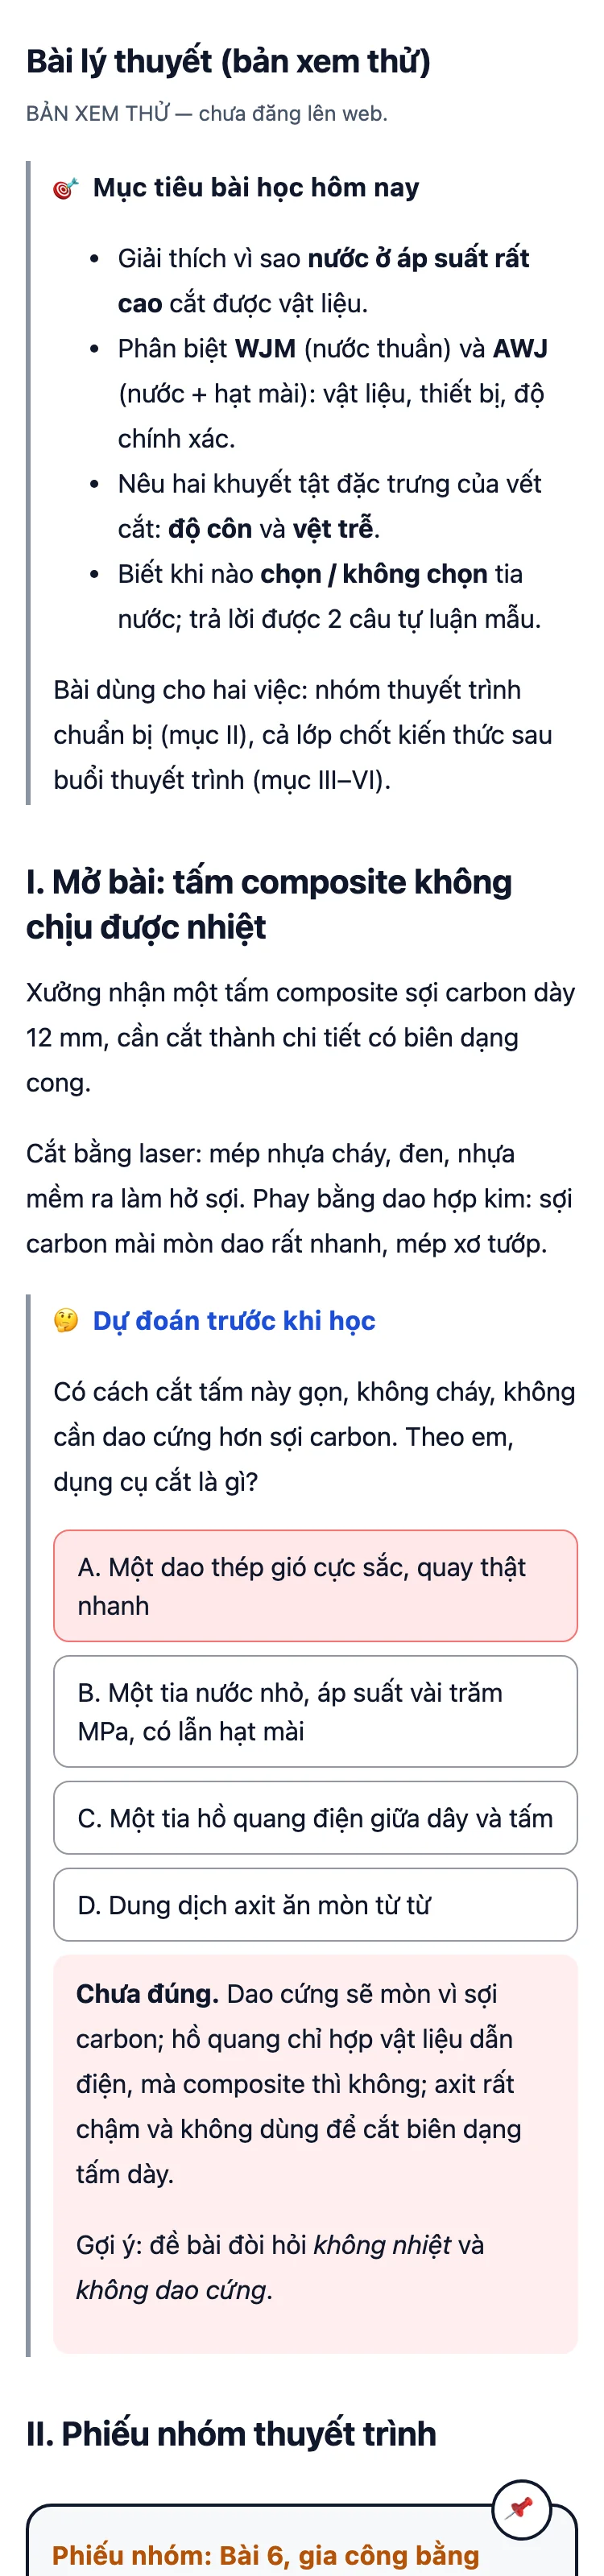 Bài lý thuyết (bản xem thử)
BẢN XEM THỬ — chưa đăng lên web.
🎯 Mục tiêu bài học hôm nay
• Giải thích vì sao nước ở áp suất rất
cao cắt được vật liệu.
• Phân biệt WJM (nước thuần) và AWJ
(nước + hạt mài): vật liệu, thiết bị, độ
chính xác.
• Nêu hai khuyết tật đặc trưng của vết
cắt: độ côn và vệt trễ.
• Biết khi nào chọn / không chọn tia
nước; trả lời được 2 câu tự luận mẫu.
Bài dùng cho hai việc: nhóm thuyết trình
chuẩn bị (mục II), cả lớp chốt kiến thức sau
buổi thuyết trình (mục III–VI).
I. Mở bài: tấm composite không
chịu được nhiệt
Xưởng nhận một tấm composite sợi carbon dày
12 mm, cần cắt thành chi tiết có biên dạng
cong.
Cắt bằng laser: mép nhựa cháy, đen, nhựa
mềm ra làm hở sợi. Phay bằng dao hợp kim: sợi
carbon mài mòn dao rất nhanh, mép xơ tướp.
🤔 Dự đoán trước khi học
Có cách cắt tấm này gọn, không cháy, không
cần dao cứng hơn sợi carbon. Theo em,
dụng cụ cắt là gì?
A. Một dao thép gió cực sắc, quay thật
nhanh
B. Một tia nước nhỏ, áp suất vài trăm
MPa, có lẫn hạt mài
C. Một tia hồ quang điện giữa dây và tấm
D. Dung dịch axit ăn mòn từ từ
Chưa đúng. Dao cứng sẽ mòn vì sợi
carbon; hồ quang chỉ hợp vật liệu dẫn
điện, mà composite thì không; axit rất
chậm và không dùng để cắt biên dạng
tấm dày.
Gợi ý: đề bài đòi hỏi không nhiệt và
không dao cứng.
II. Phiếu nhóm thuyết trình
📌
Phiếu nhóm: Bài 6, gia công bằng